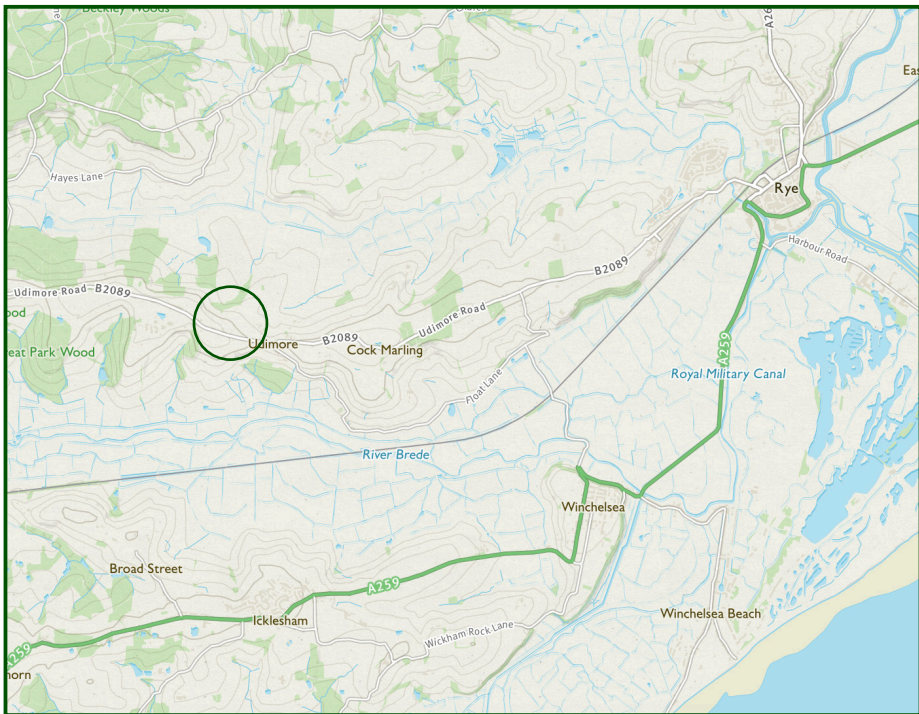 Beckley Woods
A26
Eas
Hayes Lane
Rye
Harbour Road
B2089
Udimore Road B2089
ood
Udimore Road
B2089
Udimore
Cock Marling
eat Park Wood
A259
Royal Military Canal
Float Lane
River Brede
Winchelsea
Broad Street
A259
Icklesham
Winchelsea Beach
Wickham Rock Lane
A259
horn